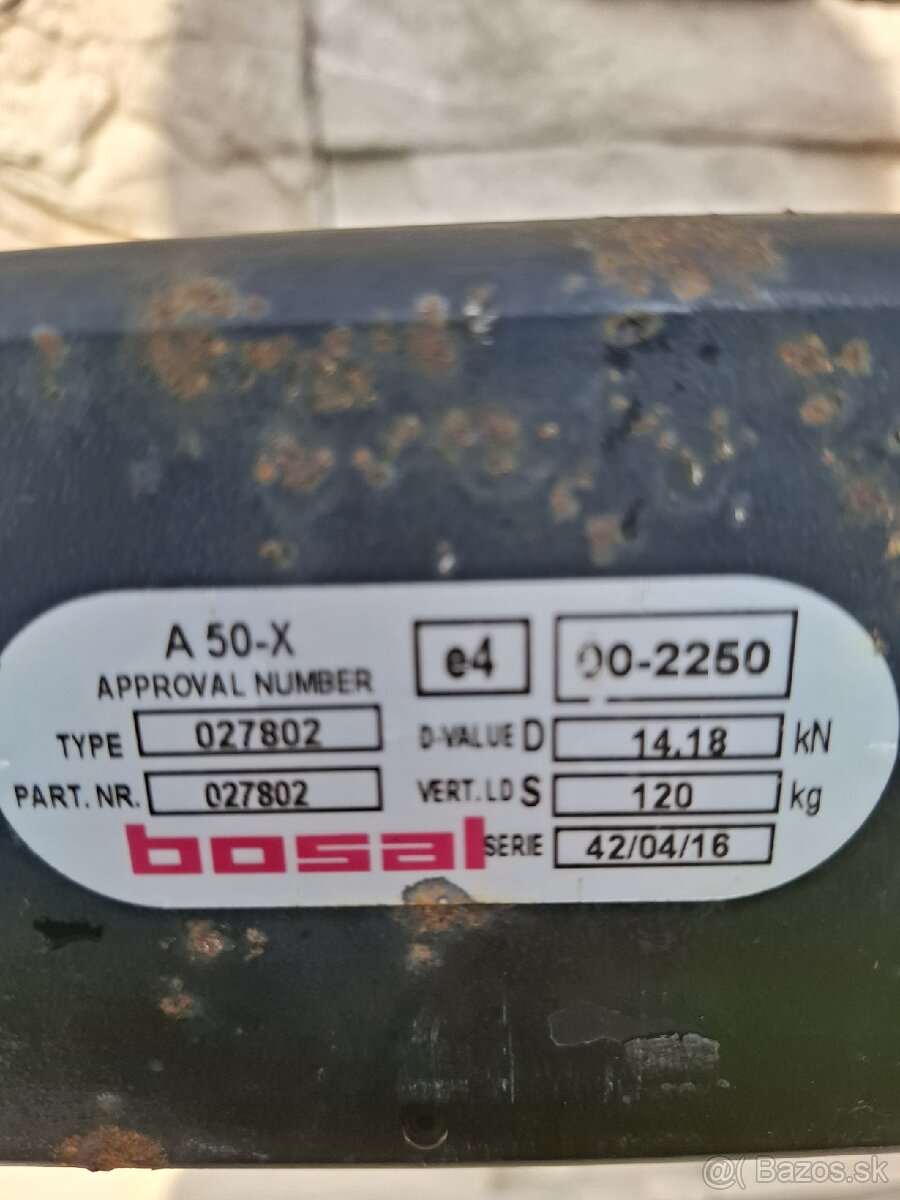 A 50-X
APPROVAL NUMBER
e4
00-2250
TYPE 027802
D-VALUE D 14.18 kN
PART. NR. 027802
VERT. LD S 120 kg
bosal
SERIE 42/04/16
@ Bazos.sk